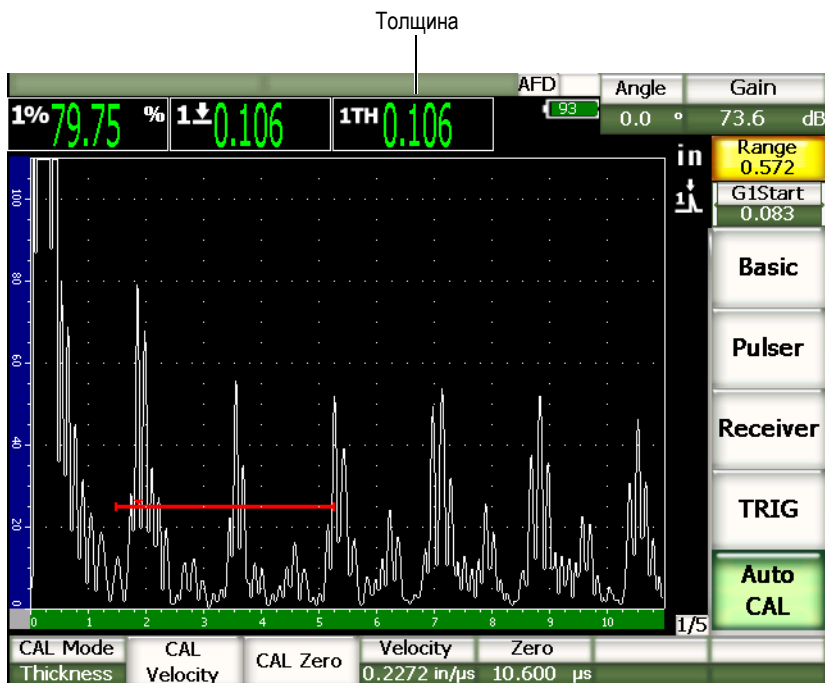 Толщина
AFD
Angle
Gain
1% 79.75 %
1 0.106
1TH 0.106
93
0.0 °
73.6 dB
in
Range
0.572
1
G1Start
0.083
100
80
60
40
20
0
Basic
Pulser
Receiver
TRIG
Auto
CAL
0 1 2 3 4 5 6 7 8 9 10
1/5
CAL Mode
Thickness
CAL
Velocity
CAL Zero
Velocity
0.2272 in/µs
Zero
10.600 µs